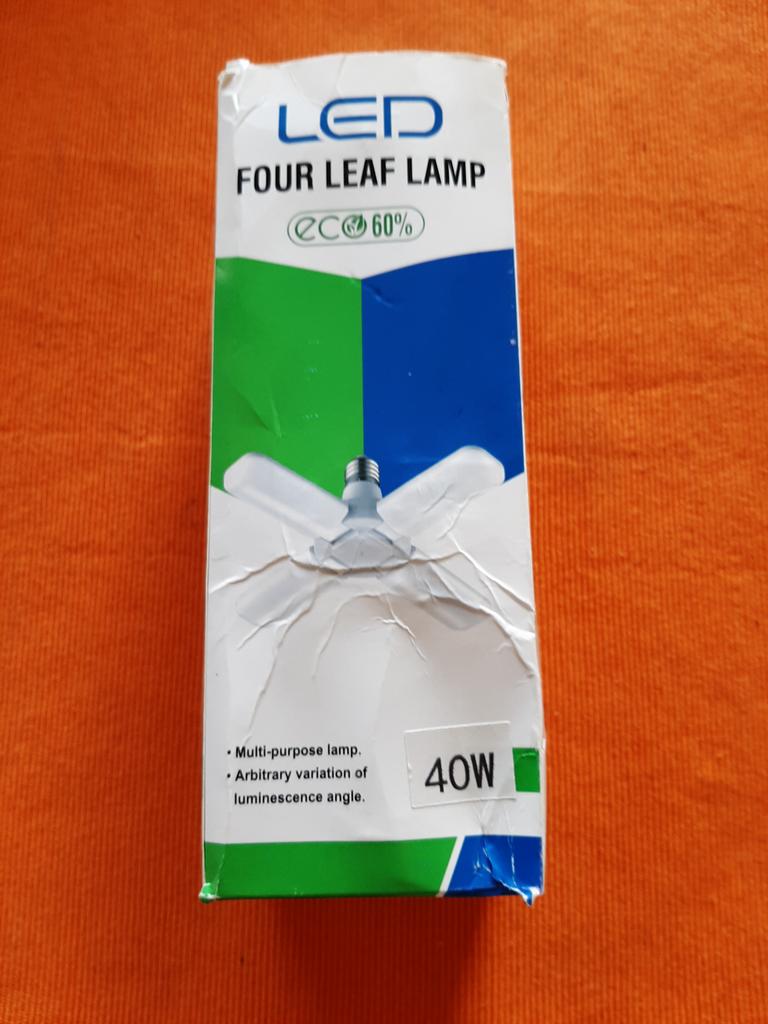 LED
FOUR LEAF LAMP
eco 60%
• Multi-purpose lamp.
• Arbitrary variation of
luminescence angle.
40W